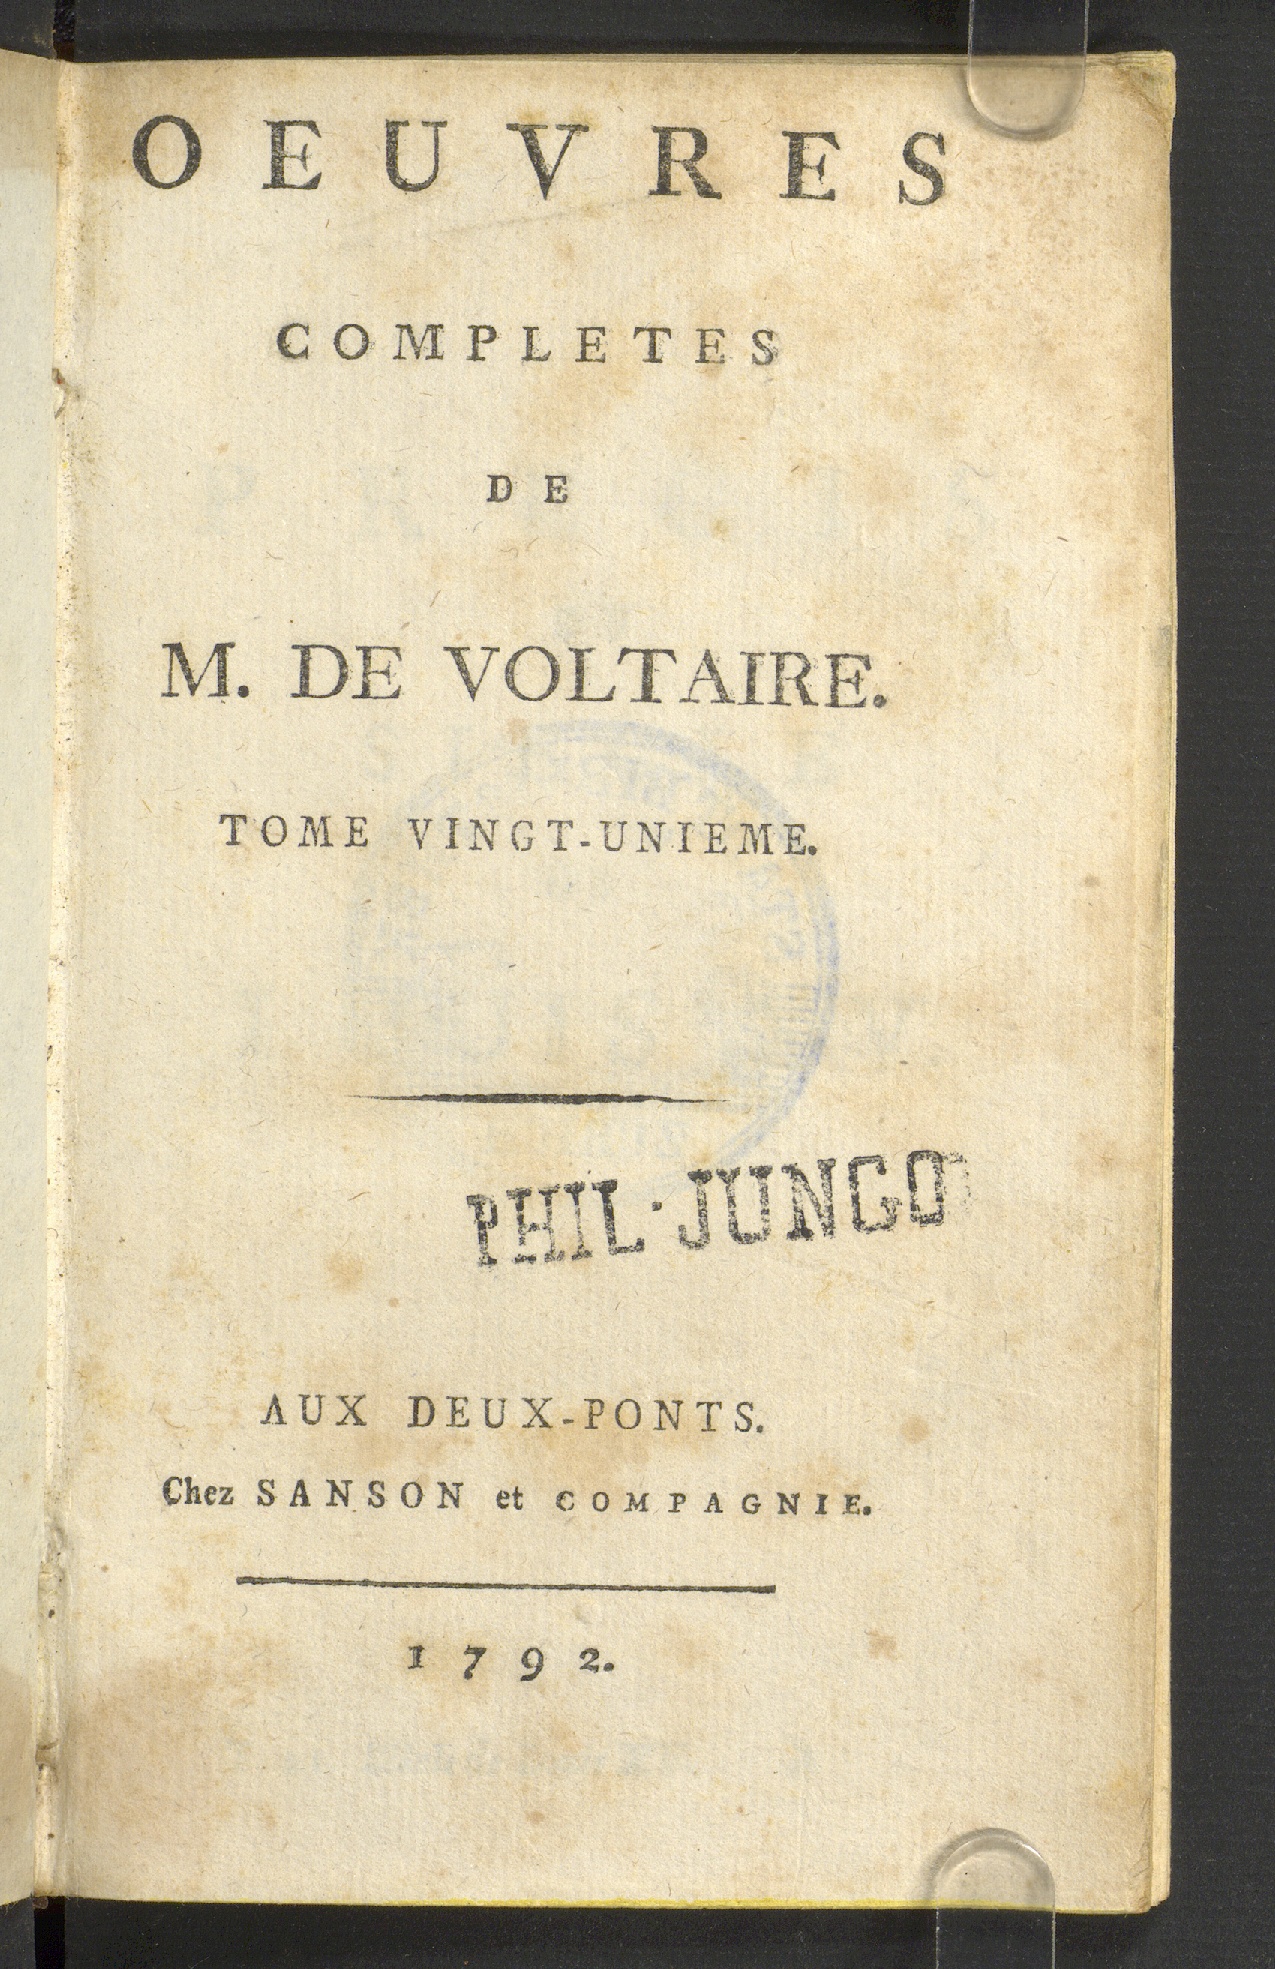 OEUVRES
COMPLETES
DE
M. DE VOLTAIRE.
TOME VINGT-UNIEME.
PHIL · JUNGO
AUX DEUX-PONTS.
Chez SANSON et COMPAGNIE.
1792.